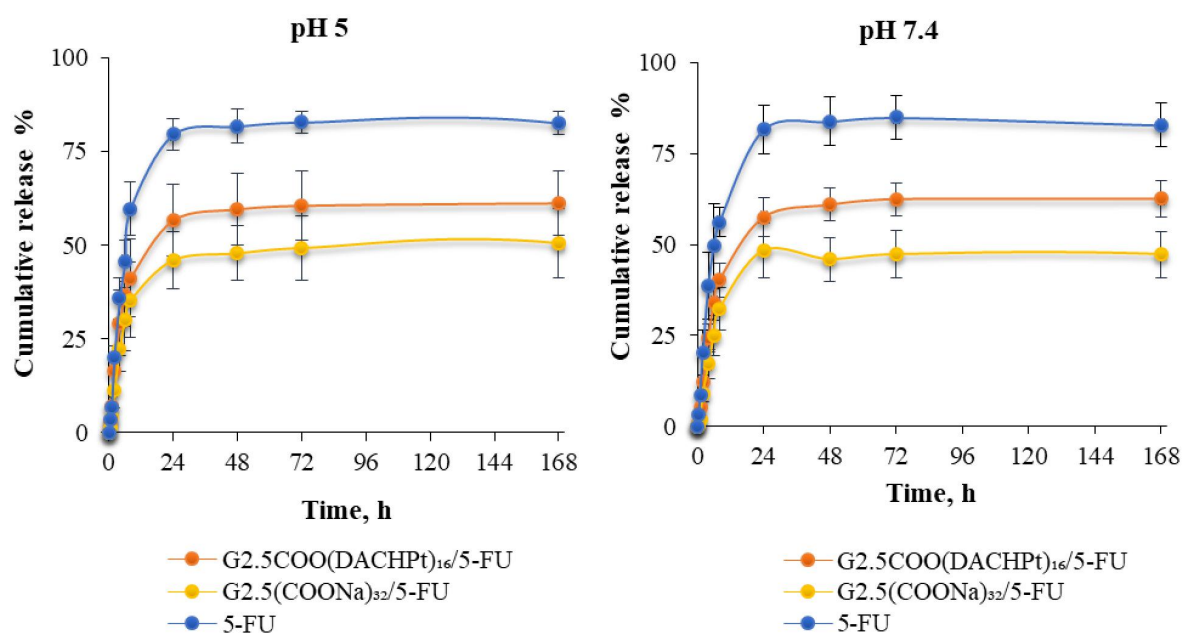 pH 5
100
75
50
25
0
Cumulative release %
0 24 48 72 96 120 144 168
Time, h
G2.5COO(DACHPt)₁₆/5-FU
G2.5(COONa)₃₂/5-FU
5-FU
pH 7.4
100
75
50
25
0
Cumulative release %
0 24 48 72 96 120 144 168
Time, h
G2.5COO(DACHPt)₁₆/5-FU
G2.5(COONa)₃₂/5-FU
5-FU